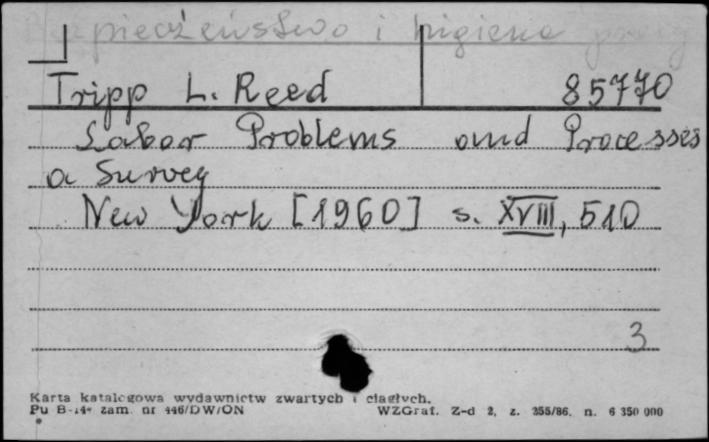 Bezpieczeństwo i higiena pracy
Tripp L. Reed 85770
Labor Problems and Processes
a Survey
New York [1960] s. XVIII, 510
3
Karta katalogowa wydawnictw zwartych i ciągłych.
Pu B-14* zam. nr 446/DW/ON WZGraf. Z-d 2, z. 355/86. n. 6 350 000